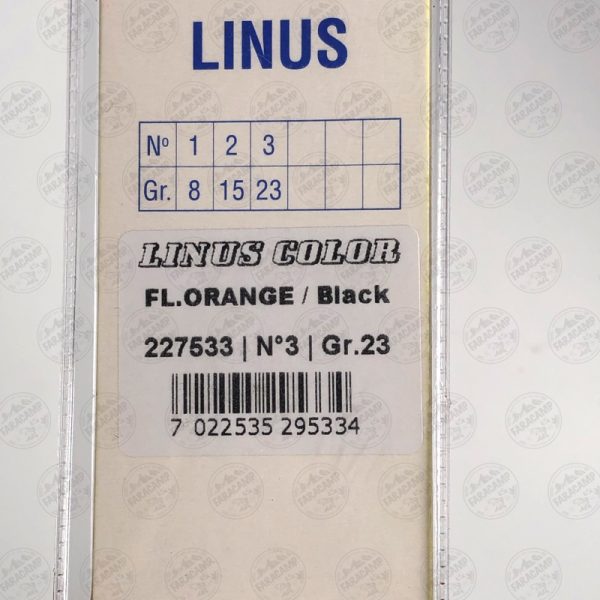 LINUS
Nº 1 2 3
Gr. 8 15 23
LINUS COLOR
FL.ORANGE / Black
227533 | N°3 | Gr.23
7 022535 295334
FARACAMP